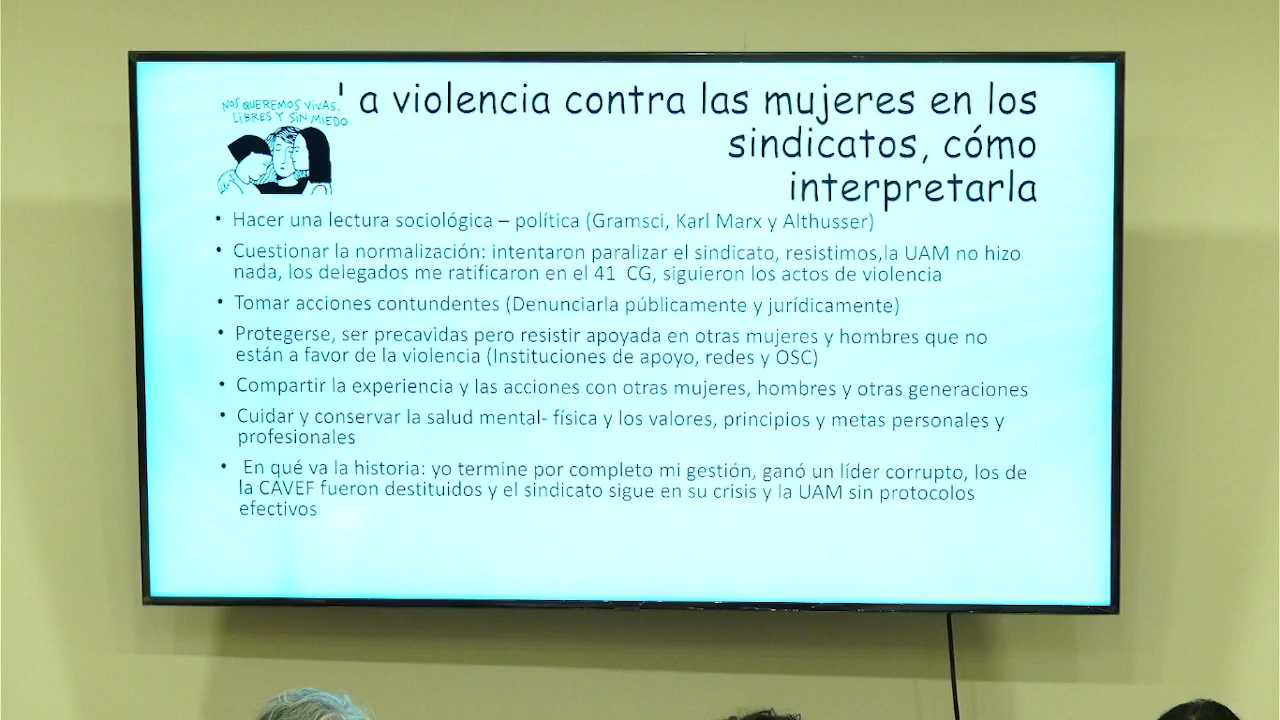 NOS QUEREMOS VIVAS,
LIBRES Y SIN MIEDO
a violencia contra las mujeres en los
sindicatos, cómo
interpretarla
• Hacer una lectura sociológica – política (Gramsci, Karl Marx y Althusser)
• Cuestionar la normalización: intentaron paralizar el sindicato, resistimos,la UAM no hizo
nada, los delegados me ratificaron en el 41 CG, siguieron los actos de violencia
• Tomar acciones contundentes (Denunciarla públicamente y jurídicamente)
• Protegerse, ser precavidas pero resistir apoyada en otras mujeres y hombres que no
están a favor de la violencia (Instituciones de apoyo, redes y OSC)
• Compartir la experiencia y las acciones con otras mujeres, hombres y otras generaciones
• Cuidar y conservar la salud mental- física y los valores, principios y metas personales y
profesionales
• En qué va la historia: yo termine por completo mi gestión, ganó un líder corrupto, los de
la CAVEF fueron destituidos y el sindicato sigue en su crisis y la UAM sin protocolos
efectivos